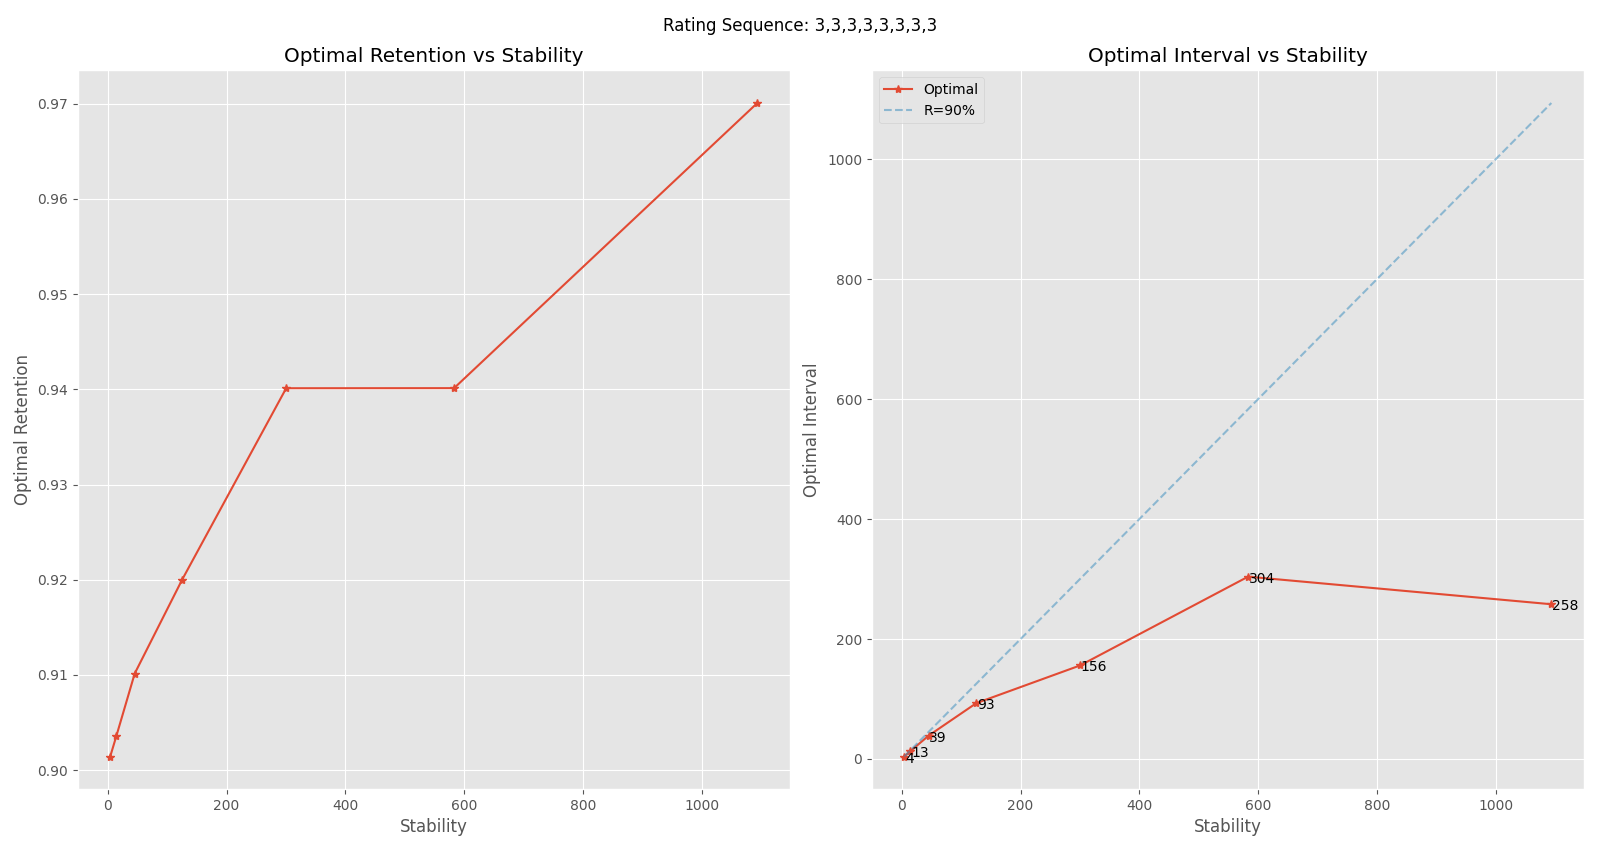 Rating Sequence: 3,3,3,3,3,3,3,3
Optimal Retention vs Stability
0.97
0.96
0.95
0.94
0.93
0.92
0.91
0.90
Optimal Retention
0 200 400 600 800 1000
Stability
Optimal Interval vs Stability
Optimal
R=90%
1000
800
600
400
200
0
Optimal Interval
4
13
39
93
156
304
258
0 200 400 600 800 1000
Stability